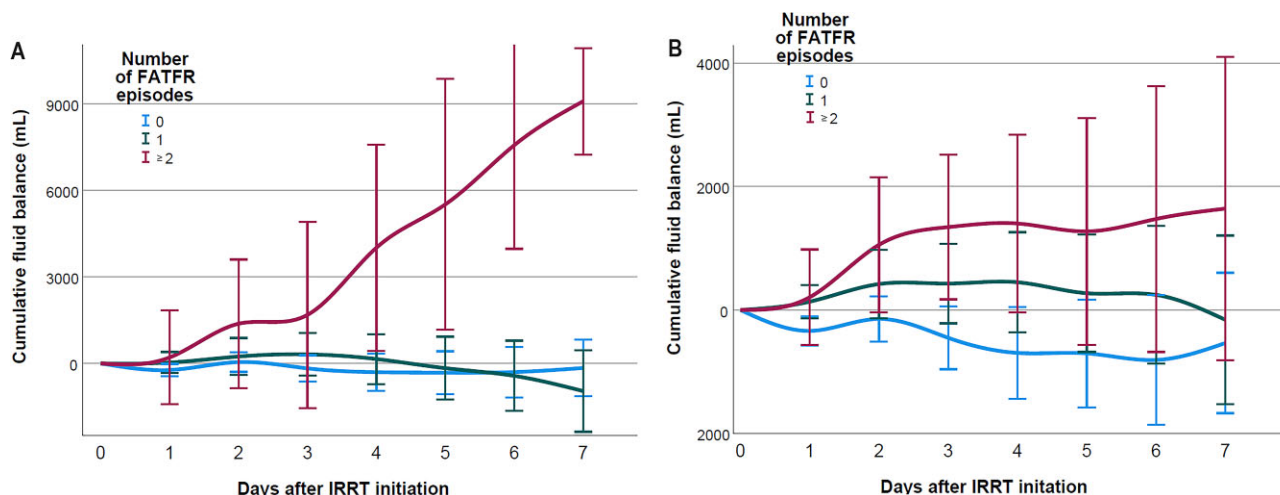 A
Number
of FATFR
episodes
0
1
≥2
Cumulative fluid balance (mL)
9000
6000
3000
0
0 1 2 3 4 5 6 7
Days after IRRT initiation
B
Number
of FATFR
episodes
0
1
≥2
Cumulative fluid balance (mL)
4000
2000
0
2000
0 1 2 3 4 5 6 7
Days after IRRT initiation